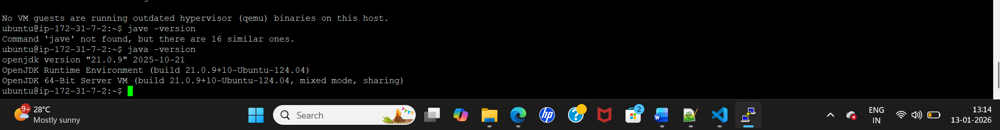 No VM guests are running outdated hypervisor (qemu) binaries on this host.
ubuntu@ip-172-31-7-2:~$ jave -version
Command 'jave' not found, but there are 16 similar ones.
ubuntu@ip-172-31-7-2:~$ java -version
openjdk version "21.0.9" 2025-10-21
OpenJDK Runtime Environment (build 21.0.9+10-Ubuntu-124.04)
OpenJDK 64-Bit Server VM (build 21.0.9+10-Ubuntu-124.04, mixed mode, sharing)
ubuntu@ip-172-31-7-2:~$
9+
28°C
Mostly sunny
Search
hp
?
2
W
ENG
IN
13:14
13-01-2026